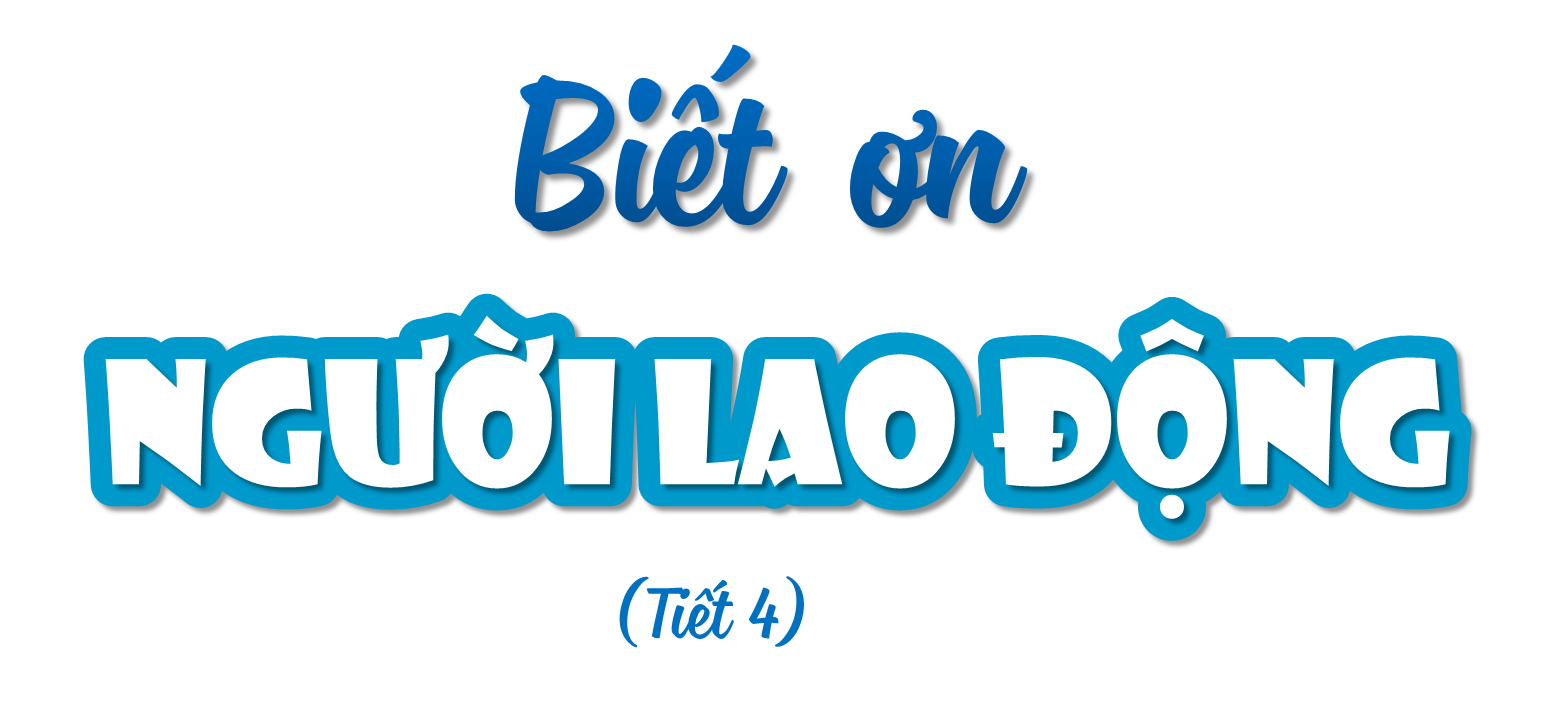 Biết ơn
NGƯỜI LAO ĐỘNG
(Tiết 4)